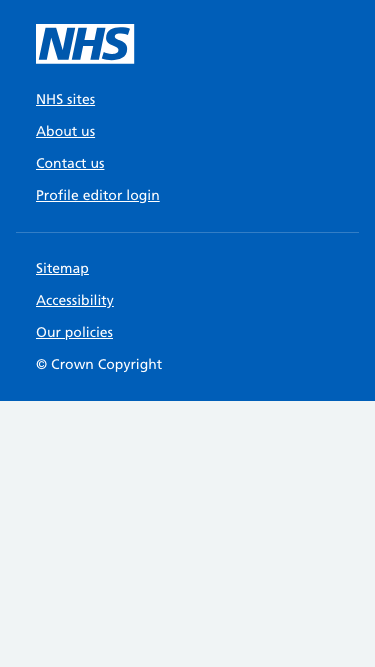 NHS
NHS sites
About us
Contact us
Profile editor login
Sitemap
Accessibility
Our policies
© Crown Copyright